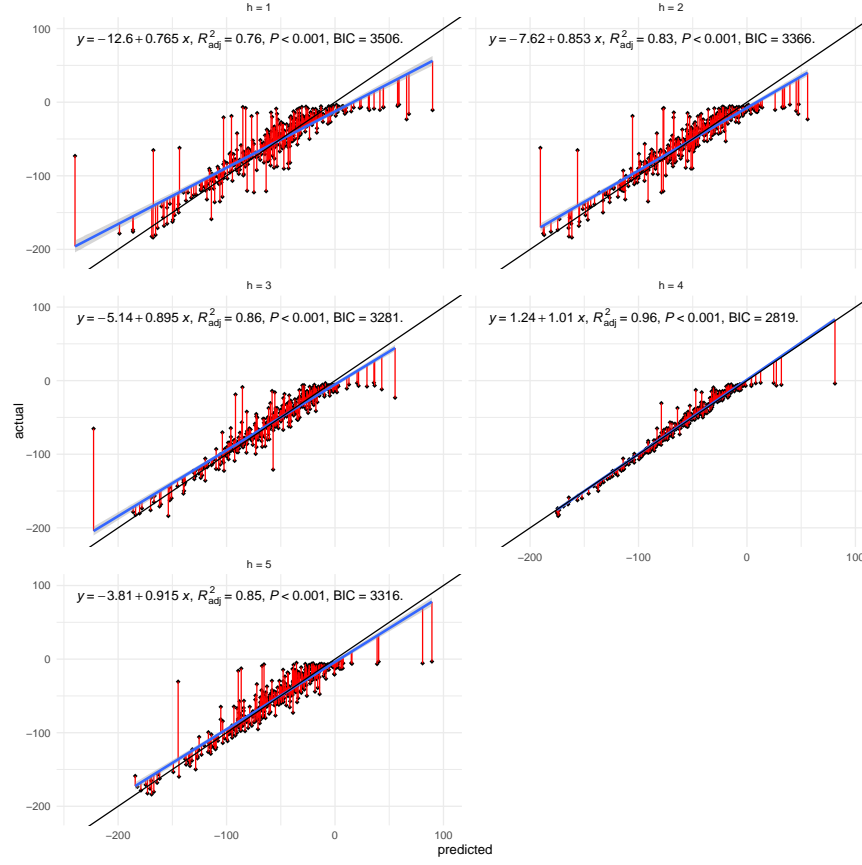 h = 1
h = 2
y = −12.6 + 0.765 x, R²adj = 0.76, P < 0.001, BIC = 3506.
y = −7.62 + 0.853 x, R²adj = 0.83, P < 0.001, BIC = 3366.
100
0
−100
−200
h = 3
h = 4
y = −5.14 + 0.895 x, R²adj = 0.86, P < 0.001, BIC = 3281.
y = 1.24 + 1.01 x, R²adj = 0.96, P < 0.001, BIC = 2819.
100
0
−100
−200
actual
−200 −100 0 100
h = 5
y = −3.81 + 0.915 x, R²adj = 0.85, P < 0.001, BIC = 3316.
100
0
−100
−200
−200 −100 0 100
predicted